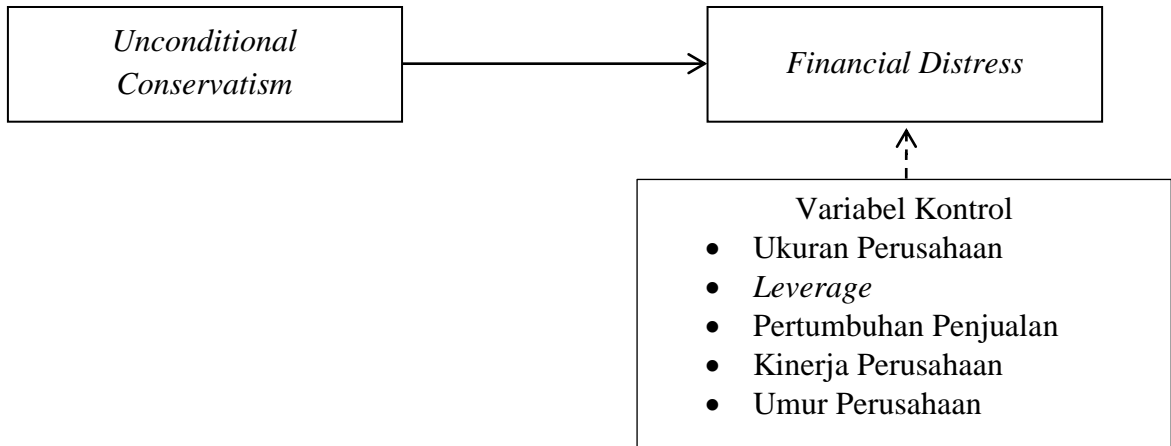 Unconditional
Conservatism
Financial Distress
Variabel Kontrol
• Ukuran Perusahaan
• Leverage
• Pertumbuhan Penjualan
• Kinerja Perusahaan
• Umur Perusahaan